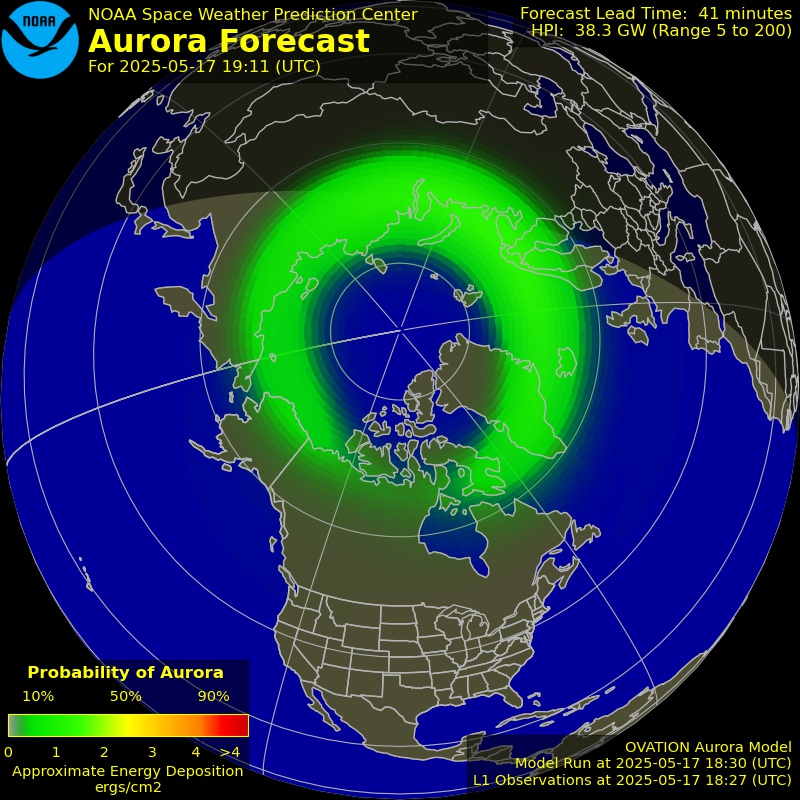 NOAA
NOAA Space Weather Prediction Center
Aurora Forecast
For 2025-05-17 19:11 (UTC)
Forecast Lead Time: 41 minutes
HPI: 38.3 GW (Range 5 to 200)
Probability of Aurora
10% 50% 90%
0 1 2 3 4 >4
Approximate Energy Deposition
ergs/cm2
OVATION Aurora Model
Model Run at 2025-05-17 18:30 (UTC)
L1 Observations at 2025-05-17 18:27 (UTC)